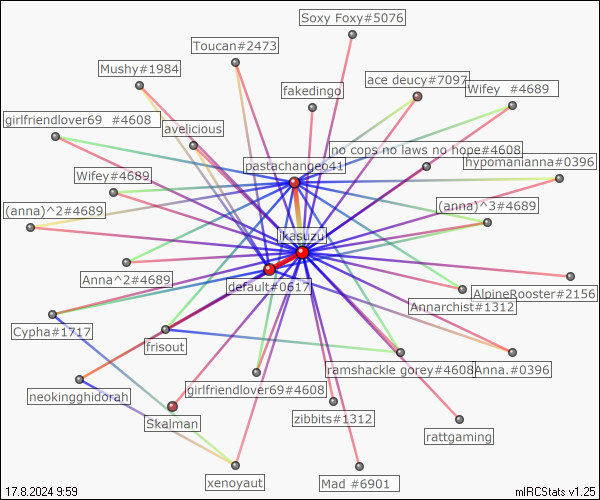 Soxy Foxy#5076
Toucan#2473
Mushy#1984
ace deucy#7097
fakedingo
Wifey  #4689
girlfriendlover69  #4608
avelicious
no cops no laws no hope#4608
pastachangeo41
hypomanianna#0396
Wifey#4689
(anna)^2#4689
(anna)^3#4689
ikasuzu
Anna^2#4689
default#0617
AlpineRooster#2156
Annarchist#1312
Cypha#1717
frisout
ramshackle gorey#4608
Anna.#0396
girlfriendlover69#4608
neokingghidorah
Skalman
zibbits#1312
rattgaming
xenoyaut
Mad #6901
17.8.2024 9:59
mIRCStats v1.25